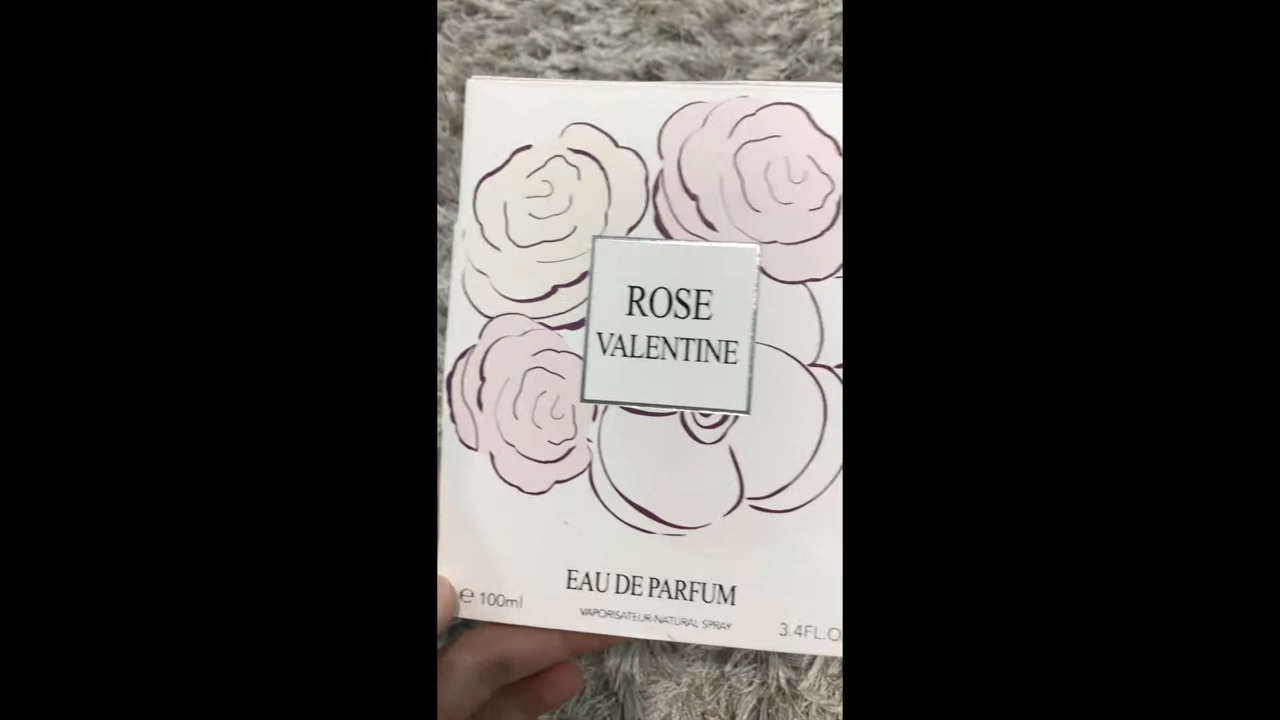 ROSE
VALENTINE
EAU DE PARFUM
℮ 100ml
VAPORISATEUR-NATURAL SPRAY
3.4FL.O